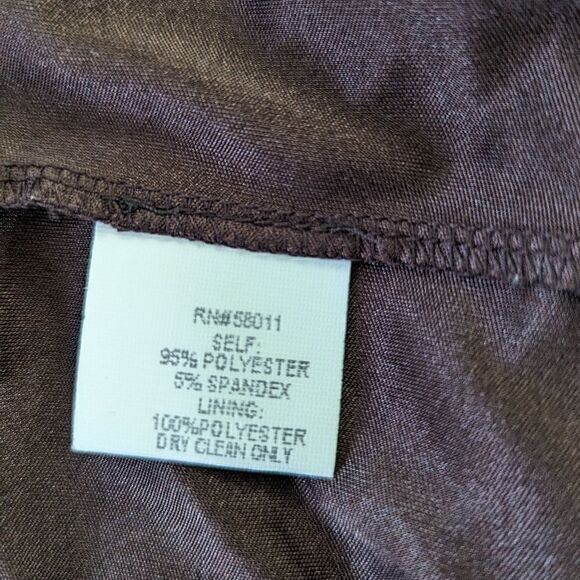 RN#58011
SELF:
95% POLYESTER
5% SPANDEX
LINING:
100%POLYESTER
DRY CLEAN ONLY